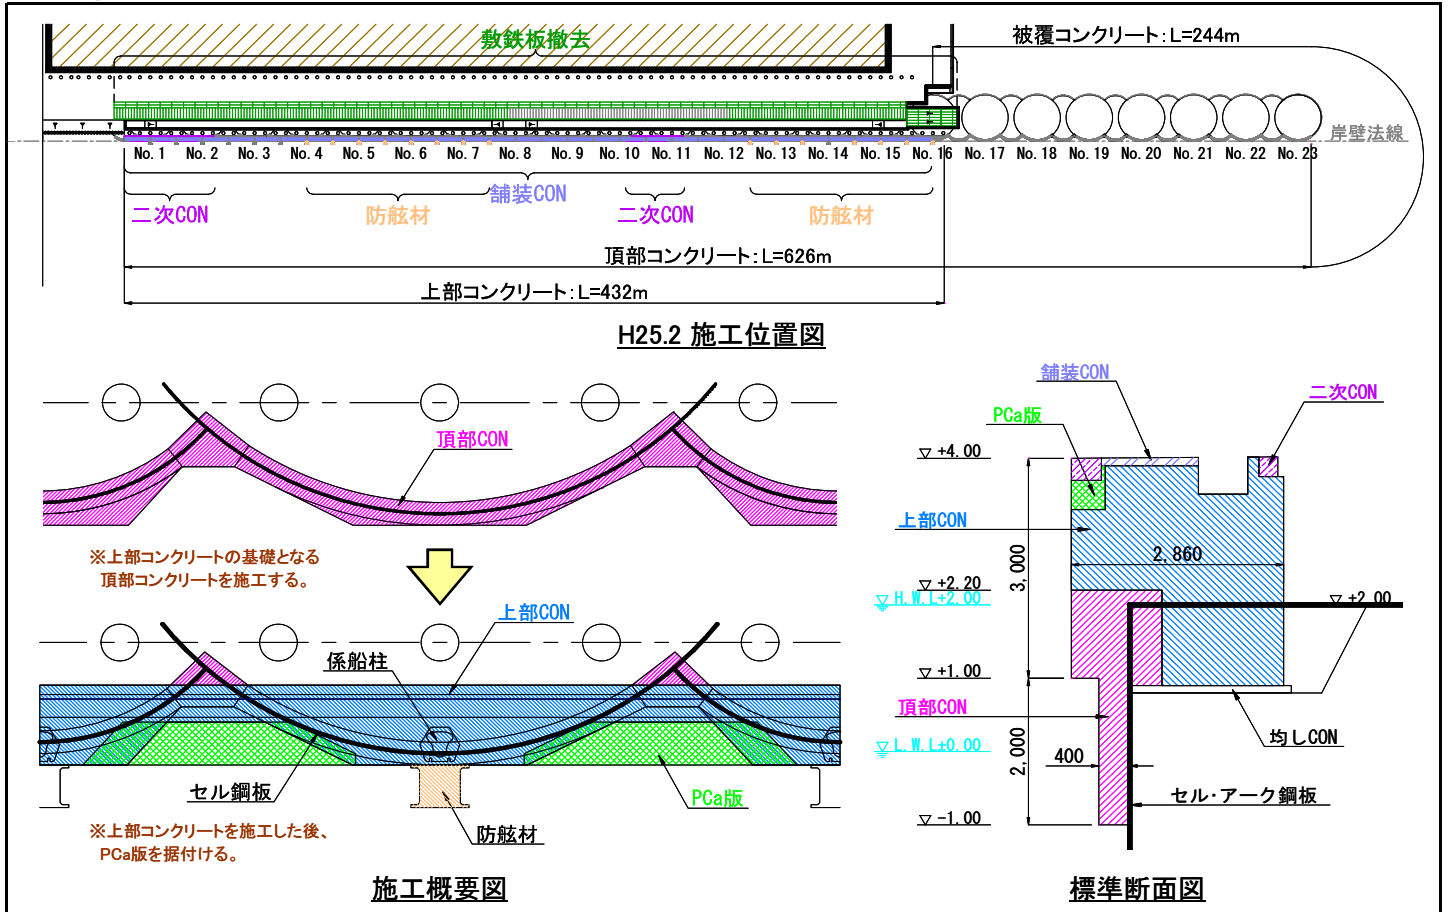 敷鉄板撤去
被覆コンクリート:L=244m
岸壁法線
No. 1 No. 2 No. 3 No. 4 No. 5 No. 6 No. 7 No. 8 No. 9 No. 10 No. 11 No. 12 No. 13 No. 14 No. 15 No. 16 No. 17 No. 18 No. 19 No. 20 No. 21 No. 22 No. 23
舗装CON
二次CON 防舷材 二次CON 防舷材
頂部コンクリート:L=626m
上部コンクリート:L=432m
H25.2 施工位置図
頂部CON
※上部コンクリートの基礎となる
頂部コンクリートを施工する。
上部CON
係船柱
セル鋼板
PCa版
防舷材
※上部コンクリートを施工した後、
PCa版を据付ける。
施工概要図
舗装CON
二次CON
PCa版
+4.00
上部CON
2,860
3,000
+2.20
H.W.L+2.00
+2.00
+1.00
頂部CON
均しCON
L.W.L±0.00
2,000
400
セル・アーク鋼板
-1.00
標準断面図